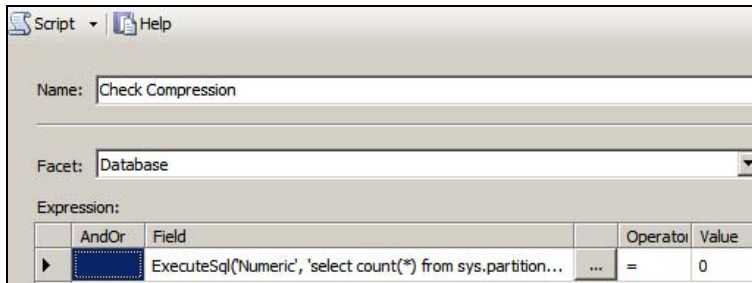 Script Help
Name: Check Compression
Facet: Database
Expression:
AndOr Field Operator Value
ExecuteSql('Numeric', 'select count(*) from sys.partition... ... = 0